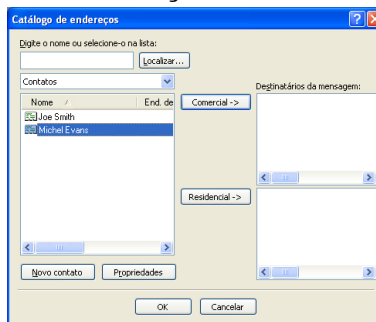 Catálogo de endereços
Digite o nome ou selecione-o na lista:
Localizar...
Contatos
Destinatários da mensagem:
Nome End. de
Comercial ->
Joe Smith
Michel Evans
Residencial ->
Novo contato Propriedades
OK Cancelar